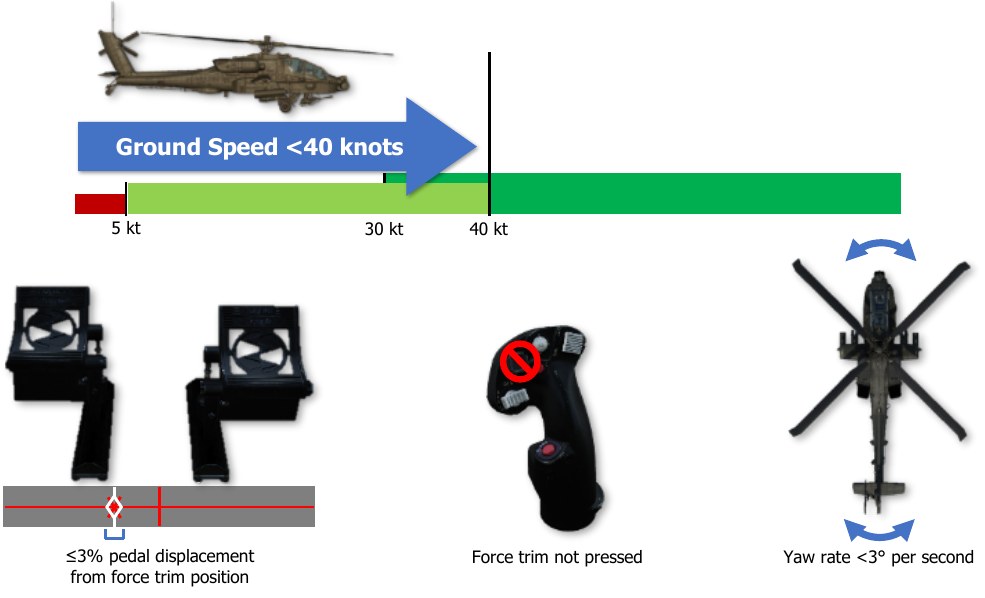 Ground Speed <40 knots
5 kt
30 kt
40 kt
≤3% pedal displacement
from force trim position
Force trim not pressed
Yaw rate <3° per second